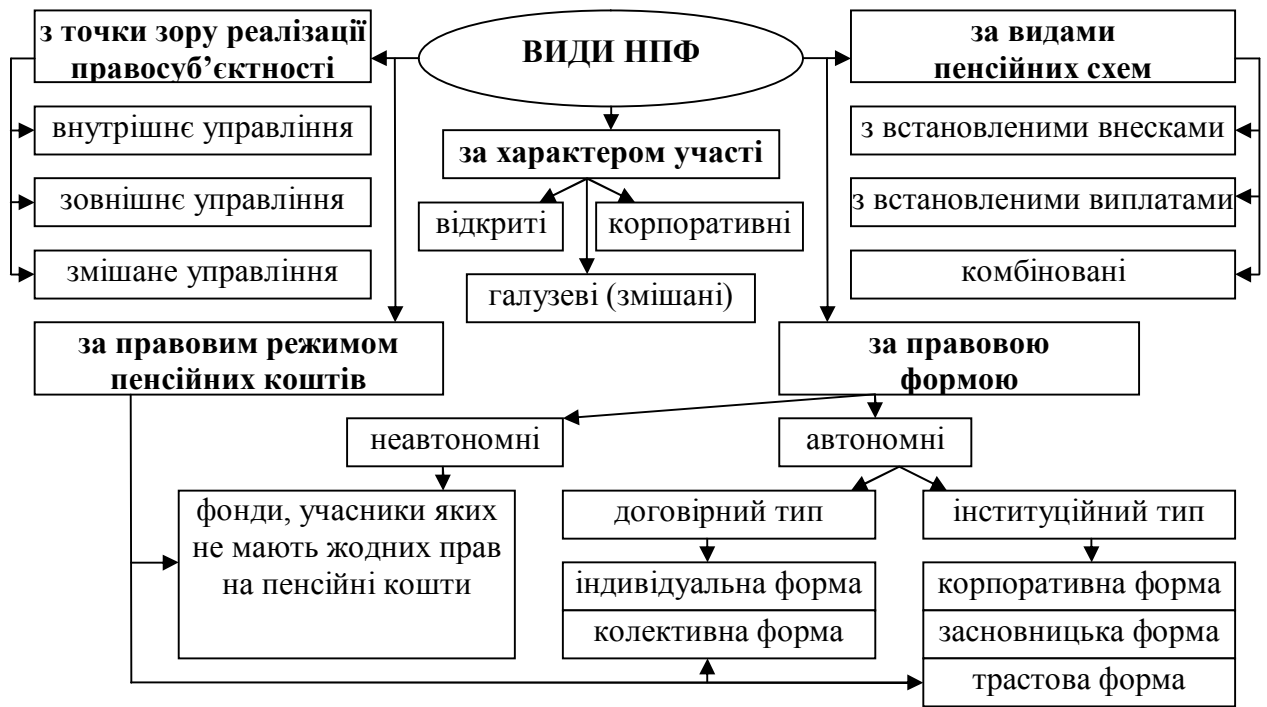 з точки зору реалізації
правосуб’єктності
внутрішнє управління
зовнішнє управління
змішане управління
ВИДИ НПФ
за характером участі
відкриті
корпоративні
галузеві (змішані)
за видами
пенсійних схем
з встановленими внесками
з встановленими виплатами
комбіновані
за правовим режимом
пенсійних коштів
за правовою
формою
неавтономні
автономні
фонди, учасники яких
не мають жодних прав
на пенсійні кошти
договірний тип
індивідуальна форма
колективна форма
інституційний тип
корпоративна форма
засновницька форма
трастова форма